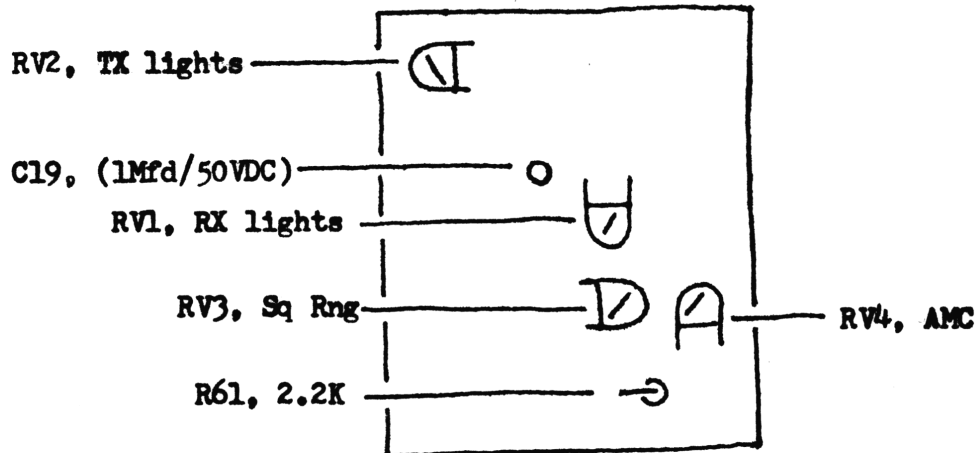 RV2, TX lights
C19, (1Mfd/50VDC)
RV1, RX lights
RV3, Sq Rng
RV4, AMC
R61, 2.2K